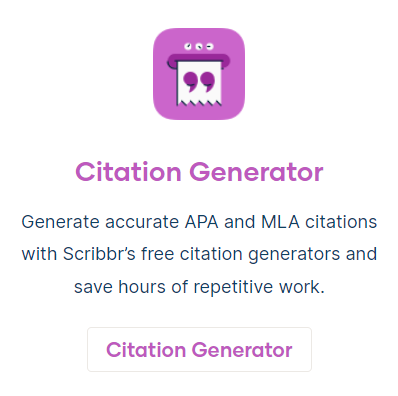 Citation Generator
Generate accurate APA and MLA citations
with Scribbr’s free citation generators and
save hours of repetitive work.
Citation Generator